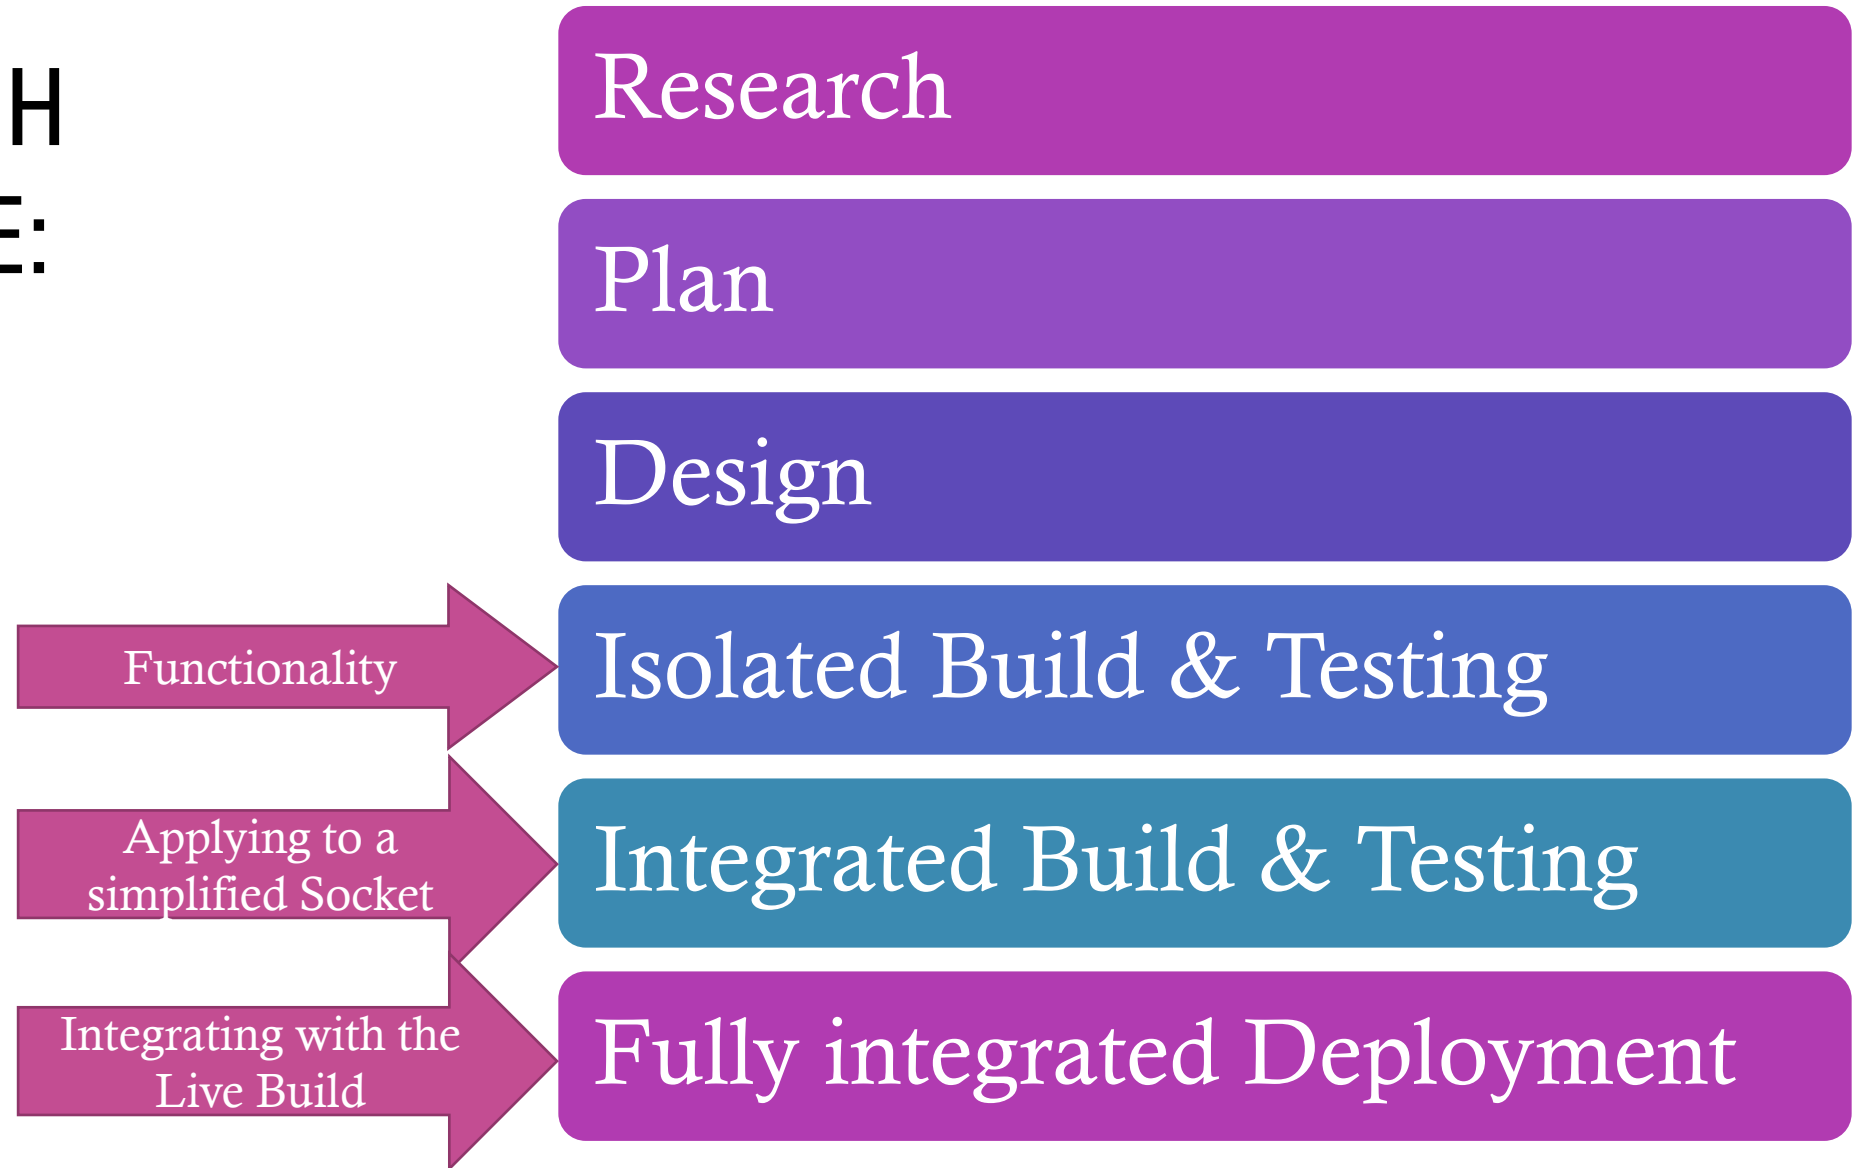 H
E:
Research
Plan
Design
Functionality
Isolated Build & Testing
Applying to a
simplified Socket
Integrated Build & Testing
Integrating with the
Live Build
Fully integrated Deployment